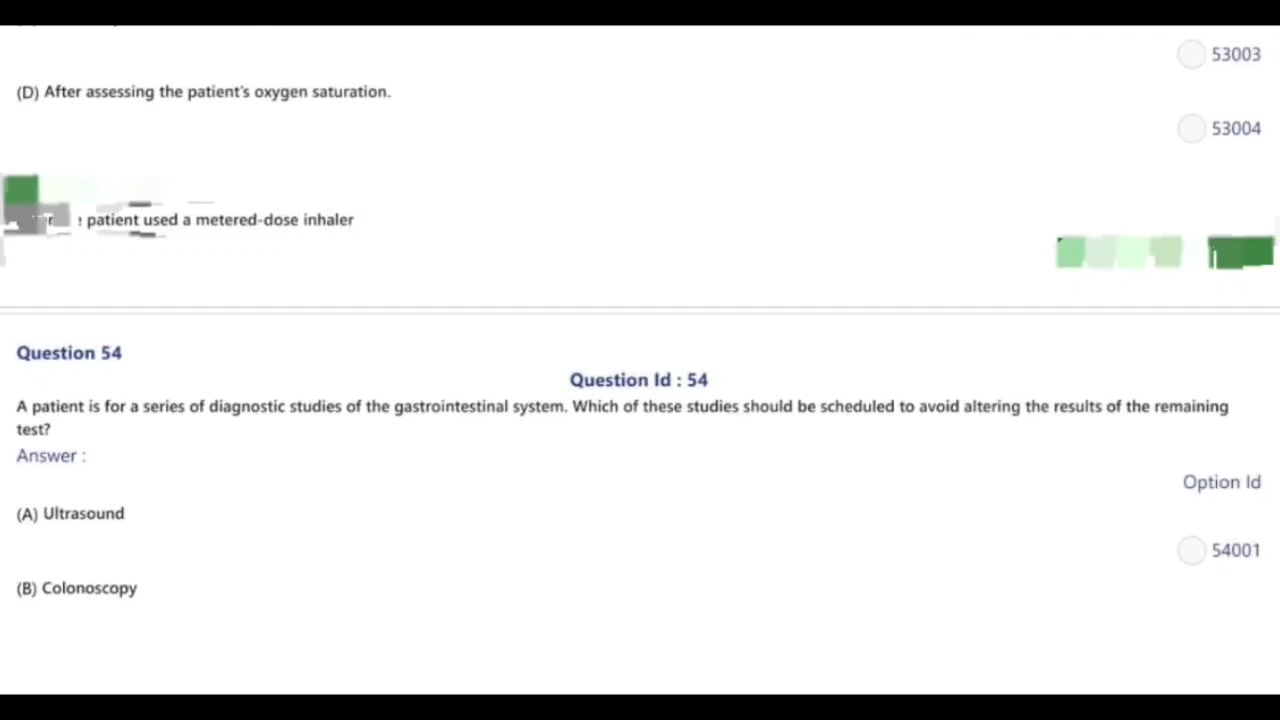 53003
(D) After assessing the patient's oxygen saturation.
53004
patient used a metered-dose inhaler
Question 54
Question Id : 54
A patient is for a series of diagnostic studies of the gastrointestinal system. Which of these studies should be scheduled to avoid altering the results of the remaining
test?
Answer :
Option Id
(A) Ultrasound
54001
(B) Colonoscopy